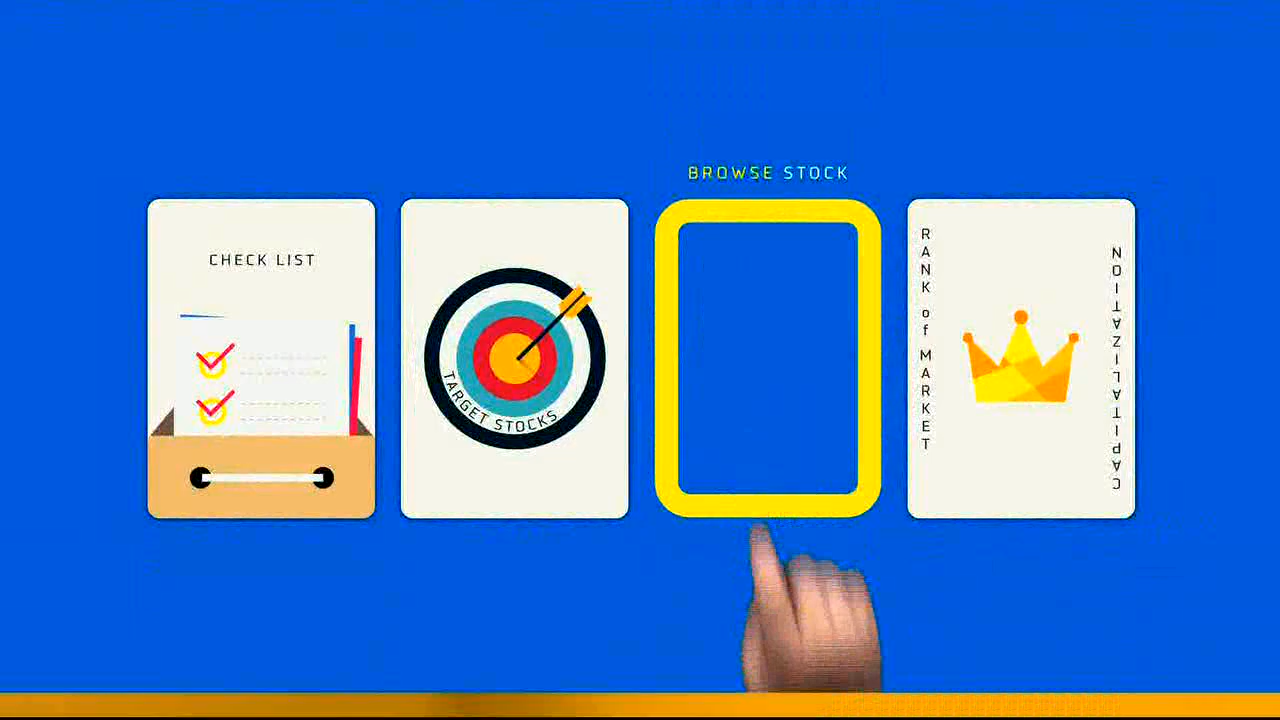 BROWSE STOCK
CHECK LIST
TARGET STOCKS
RANK of MARKET
CAPITALIZATION